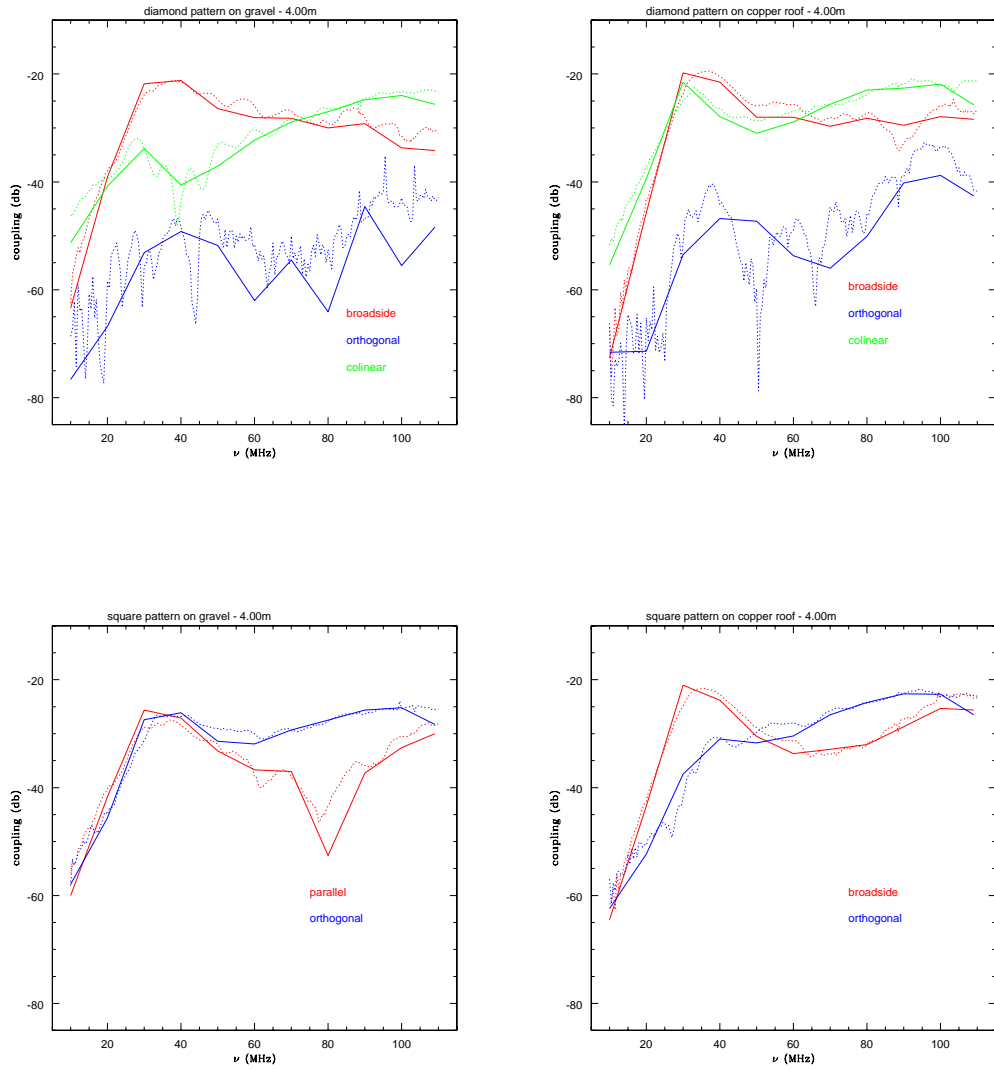 diamond pattern on gravel - 4.00m
-20
-40
-60
-80
coupling (db)
broadside
orthogonal
colinear
20 40 60 80 100
ν (MHz)
diamond pattern on copper roof - 4.00m
-20
-40
-60
-80
coupling (db)
broadside
orthogonal
colinear
20 40 60 80 100
ν (MHz)
square pattern on gravel - 4.00m
-20
-40
-60
-80
coupling (db)
parallel
orthogonal
20 40 60 80 100
ν (MHz)
square pattern on copper roof - 4.00m
-20
-40
-60
-80
coupling (db)
broadside
orthogonal
20 40 60 80 100
ν (MHz)